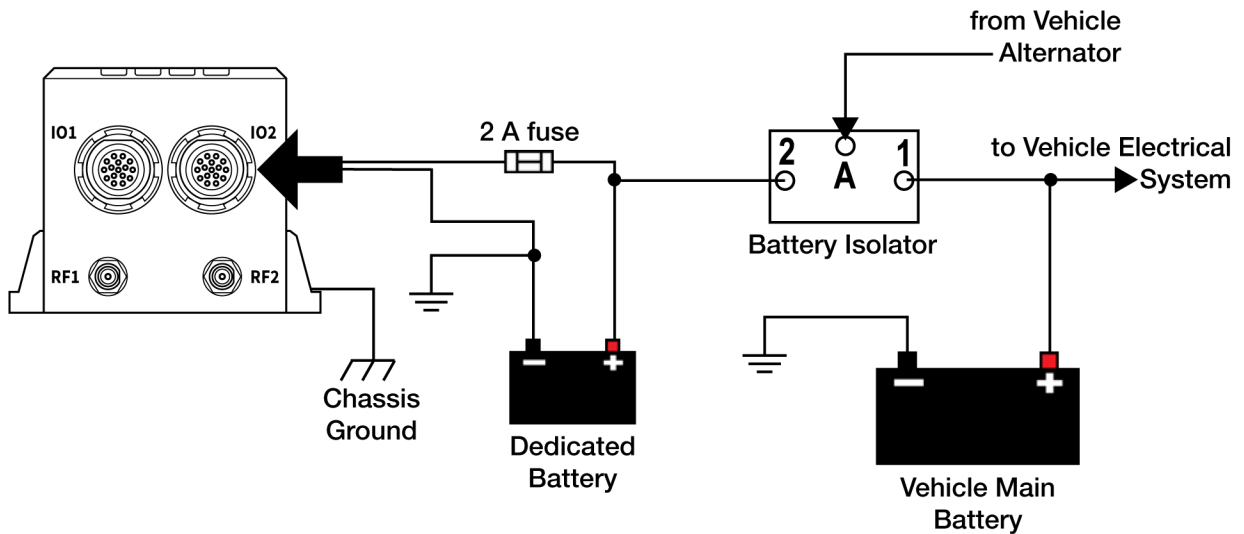 from Vehicle
Alternator
IO1
IO2
2 A fuse
2
A
1
to Vehicle Electrical
System
Battery Isolator
RF1
RF2
Chassis
Ground
Dedicated
Battery
Vehicle Main
Battery